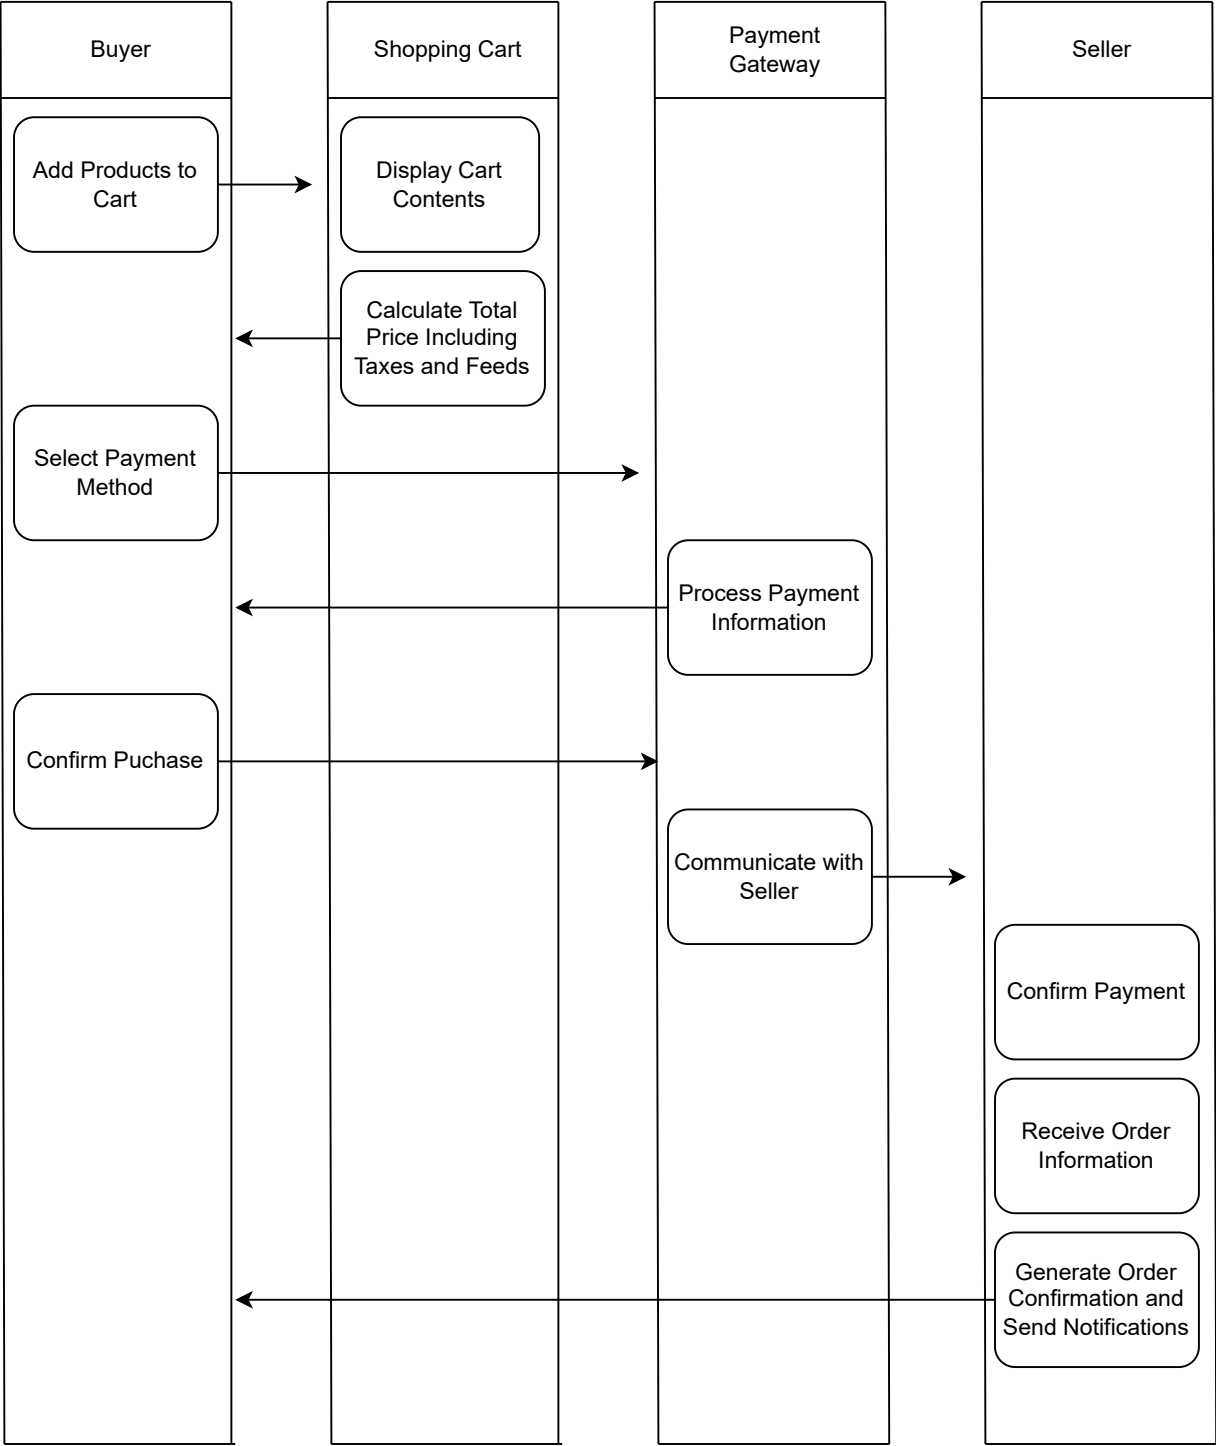 Buyer
Shopping Cart
Payment
Gateway
Seller
Add Products to
Cart
Display Cart
Contents
Calculate Total
Price Including
Taxes and Feeds
Select Payment
Method
Process Payment
Information
Confirm Puchase
Communicate with
Seller
Confirm Payment
Receive Order
Information
Generate Order
Confirmation and
Send Notifications